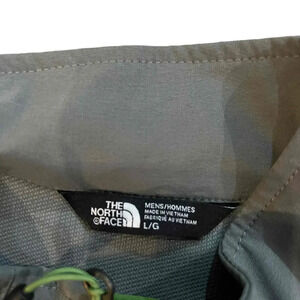 THE
NORTH
FACE
MENS/HOMMES
MADE IN VIETNAM
FABRIQUÉ AU VIETNAM
L/G